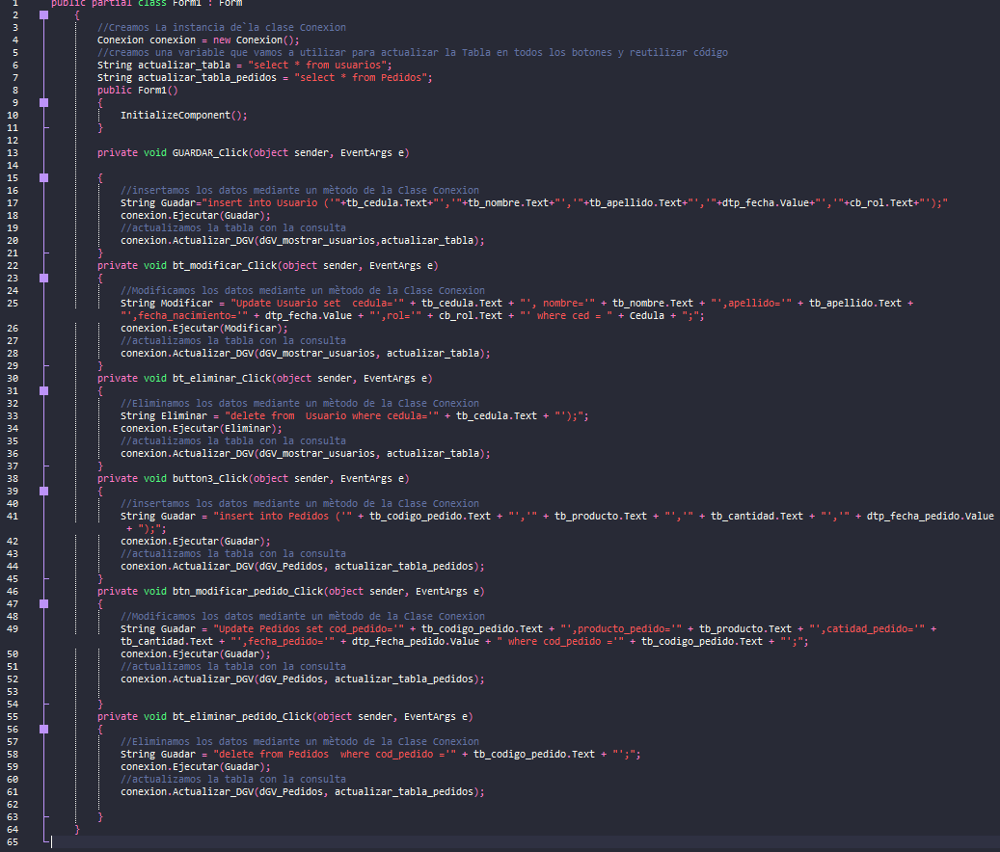 1 public partial class Form1 : Form
2 {
3 //Creamos La instancia de`la clase Conexion
4 Conexion conexion = new Conexion();
5 //creamos una variable que vamos a utilizar para actualizar la Tabla en todos los botones y reutilizar código
6 String actualizar_tabla = "select * from usuarios";
7 String actualizar_tabla_pedidos = "select * from Pedidos";
8 public Form1()
9 {
10 InitializeComponent();
11 }
12
13 private void GUARDAR_Click(object sender, EventArgs e)
14
15 {
16 //insertamos los datos mediante un mètodo de la Clase Conexion
17 String Guadar="insert into Usuario ('"+tb_cedula.Text+"','"+tb_nombre.Text+"','"+tb_apellido.Text+"','"+dtp_fecha.Value+"','"+cb_rol.Text+"');"
18 conexion.Ejecutar(Guadar);
19 //actualizamos la tabla con la consulta
20 conexion.Actualizar_DGV(dGV_mostrar_usuarios,actualizar_tabla);
21 }
22 private void bt_modificar_Click(object sender, EventArgs e)
23 {
24 //Modificamos los datos mediante un mètodo de la Clase Conexion
25 String Modificar = "Update Usuario set  cedula='" + tb_cedula.Text + "', nombre='" + tb_nombre.Text + "',apellido='" + tb_apellido.Text +
"',fecha_nacimiento='" + dtp_fecha.Value + "',rol='" + cb_rol.Text + "' where ced = " + Cedula + ";";
26 conexion.Ejecutar(Modificar);
27 //actualizamos la tabla con la consulta
28 conexion.Actualizar_DGV(dGV_mostrar_usuarios, actualizar_tabla);
29 }
30 private void bt_eliminar_Click(object sender, EventArgs e)
31 {
32 //Eliminamos los datos mediante un mètodo de la Clase Conexion
33 String Eliminar = "delete from  Usuario where cedula='" + tb_cedula.Text + "');";
34 conexion.Ejecutar(Eliminar);
35 //actualizamos la tabla con la consulta
36 conexion.Actualizar_DGV(dGV_mostrar_usuarios, actualizar_tabla);
37 }
38 private void button3_Click(object sender, EventArgs e)
39 {
40 //insertamos los datos mediante un mètodo de la Clase Conexion
41 String Guadar = "insert into Pedidos ('" + tb_codigo_pedido.Text + "','" + tb_producto.Text + "','" + tb_cantidad.Text + "','" + dtp_fecha_pedido.Value
+ ");";
42 conexion.Ejecutar(Guadar);
43 //actualizamos la tabla con la consulta
44 conexion.Actualizar_DGV(dGV_Pedidos, actualizar_tabla_pedidos);
45 }
46 private void btn_modificar_pedido_Click(object sender, EventArgs e)
47 {
48 //Modificamos los datos mediante un mètodo de la Clase Conexion
49 String Guadar = "Update Pedidos set cod_pedido='" + tb_codigo_pedido.Text + "',producto_pedido='" + tb_producto.Text + "',catidad_pedido='" +
tb_cantidad.Text + "',fecha_pedido='" + dtp_fecha_pedido.Value + " where cod_pedido ='" + tb_codigo_pedido.Text + "';";
50 conexion.Ejecutar(Guadar);
51 //actualizamos la tabla con la consulta
52 conexion.Actualizar_DGV(dGV_Pedidos, actualizar_tabla_pedidos);
53
54 }
55 private void bt_eliminar_pedido_Click(object sender, EventArgs e)
56 {
57 //Eliminamos los datos mediante un mètodo de la Clase Conexion
58 String Guadar = "delete from Pedidos  where cod_pedido ='" + tb_codigo_pedido.Text + "';";
59 conexion.Ejecutar(Guadar);
60 //actualizamos la tabla con la consulta
61 conexion.Actualizar_DGV(dGV_Pedidos, actualizar_tabla_pedidos);
62
63 }
64 }
65